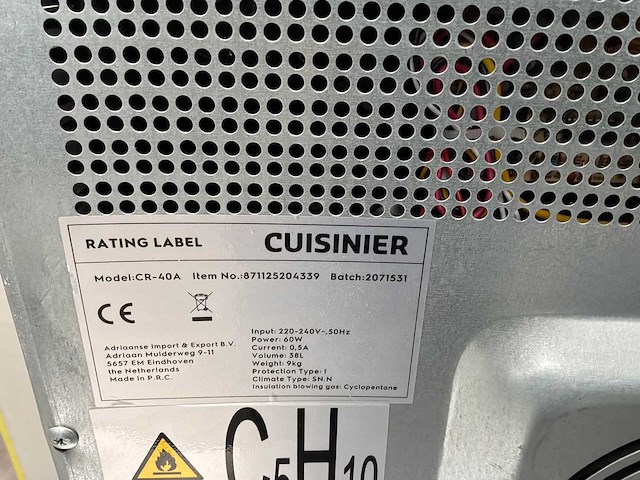 RATING LABEL CUISINIER
Model:CR-40A Item No.:871125204339 Batch:2071531
CE
Adriaanse Import & Export B.V.
Adriaan Mulderweg 9-11
5657 EM Eindhoven
the Netherlands
Made in P.R.C.
Input: 220-240V~,50Hz
Power: 60W
Current: 0,5A
Volume: 38L
Weight: 9kg
Protection Type: I
Climate Type: SN.N
Insulation blowing gas: Cyclopentane
C5H10